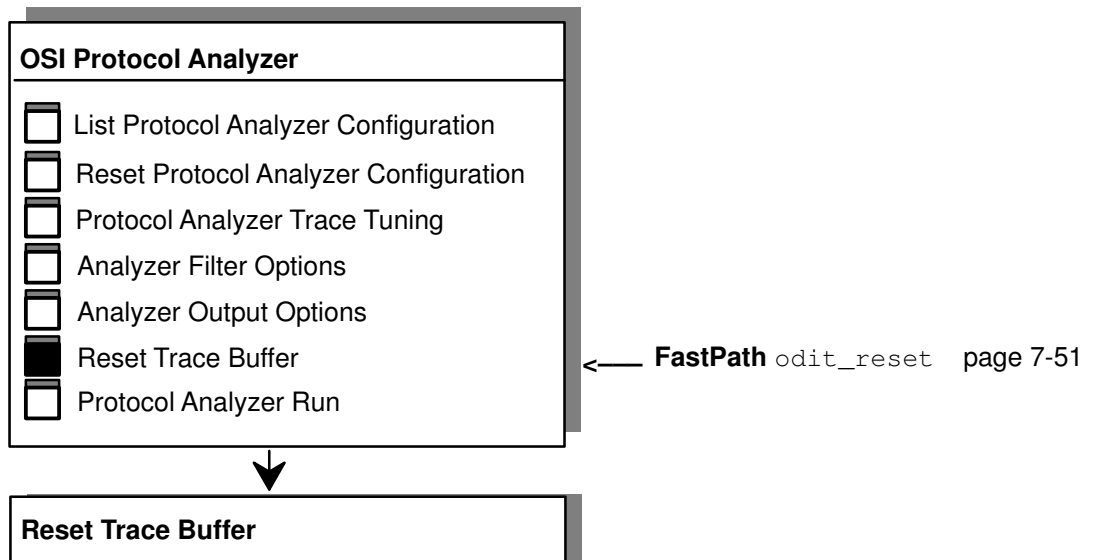 OSI Protocol Analyzer
List Protocol Analyzer Configuration
Reset Protocol Analyzer Configuration
Protocol Analyzer Trace Tuning
Analyzer Filter Options
Analyzer Output Options
Reset Trace Buffer <—— FastPath odit_reset page 7-51
Protocol Analyzer Run
Reset Trace Buffer